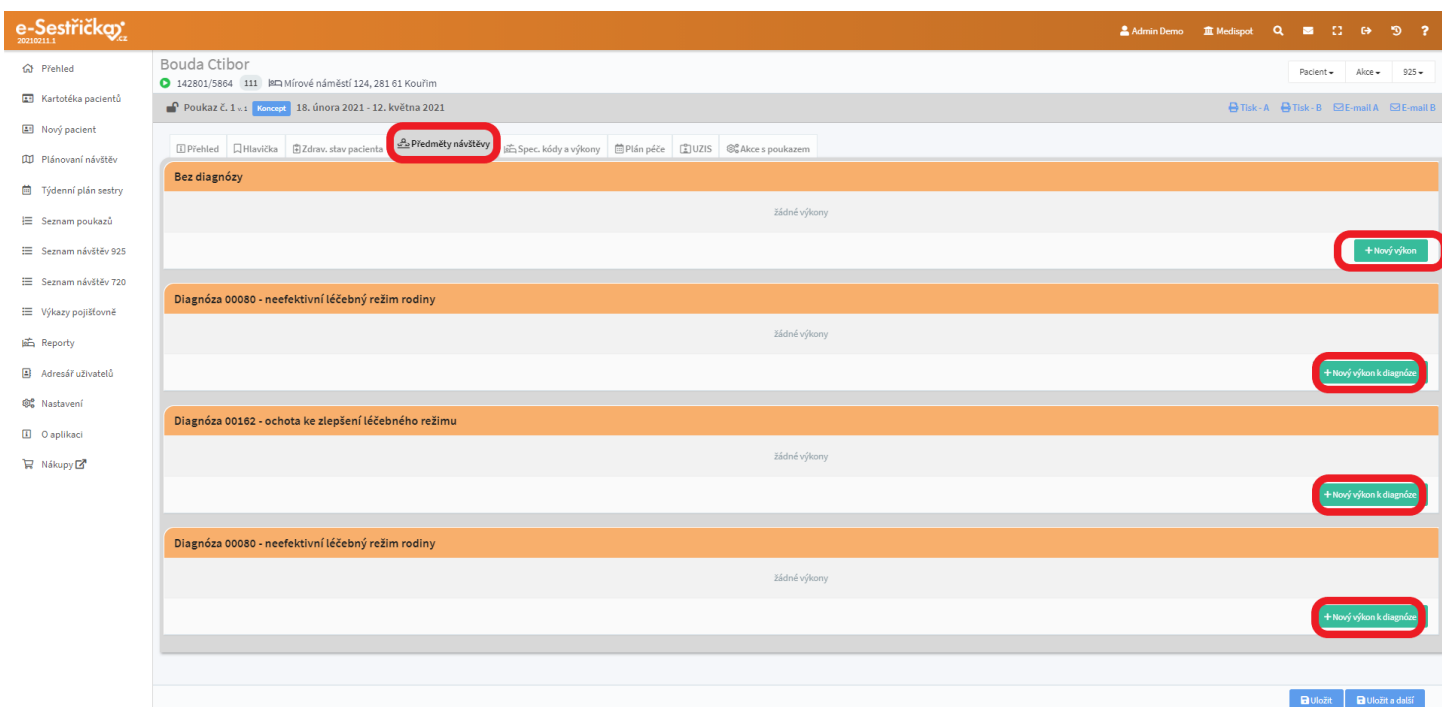 e-Sestřička.cz
20210211.1
Admin Demo Medispot
Přehled
Kartotéka pacientů
Nový pacient
Plánovaní návštěv
Týdenní plán sestry
Seznam poukazů
Seznam návštěv 925
Seznam návštěv 720
Výkazy pojišťovně
Reporty
Adresář uživatelů
Nastavení
O aplikaci
Nákupy
Bouda Ctibor
142801/5864 111 Mírové náměstí 124, 281 61 Kouřim
Pacient Akce 925
Poukaz č. 1 v. 1 Koncept 18. února 2021 - 12. května 2021
Tisk - A Tisk - B E-mail A E-mail B
Přehled Hlavička Zdrav. stav pacienta Předměty návštěvy Spec. kódy a výkony Plán péče UZIS Akce s poukazem
Bez diagnózy
žádné výkony
+ Nový výkon
Diagnóza 00080 - neefektivní léčebný režim rodiny
žádné výkony
+ Nový výkon k diagnóze
Diagnóza 00162 - ochota ke zlepšení léčebného režimu
žádné výkony
+ Nový výkon k diagnóze
Diagnóza 00080 - neefektivní léčebný režim rodiny
žádné výkony
+ Nový výkon k diagnóze
Uložit Uložit a další